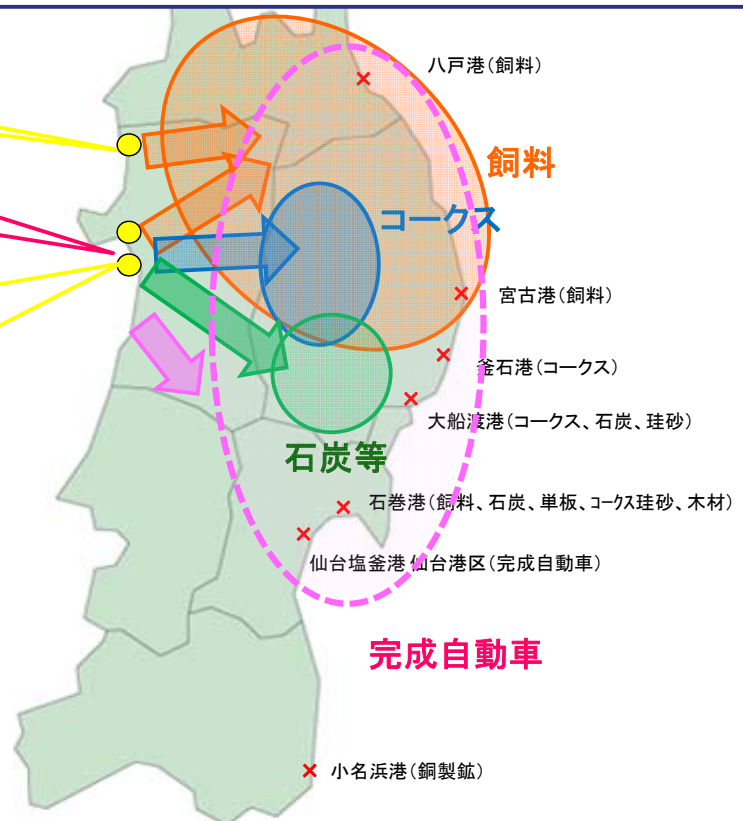 八戸港(飼料)
飼料
コークス
宮古港(飼料)
釜石港(コークス)
大船渡港(コークス、石炭、珪砂)
石炭等
石巻港(飼料、石炭、単板、コークス珪砂、木材)
仙台塩釜港 仙台港区(完成自動車)
完成自動車
小名浜港(銅製鉱)